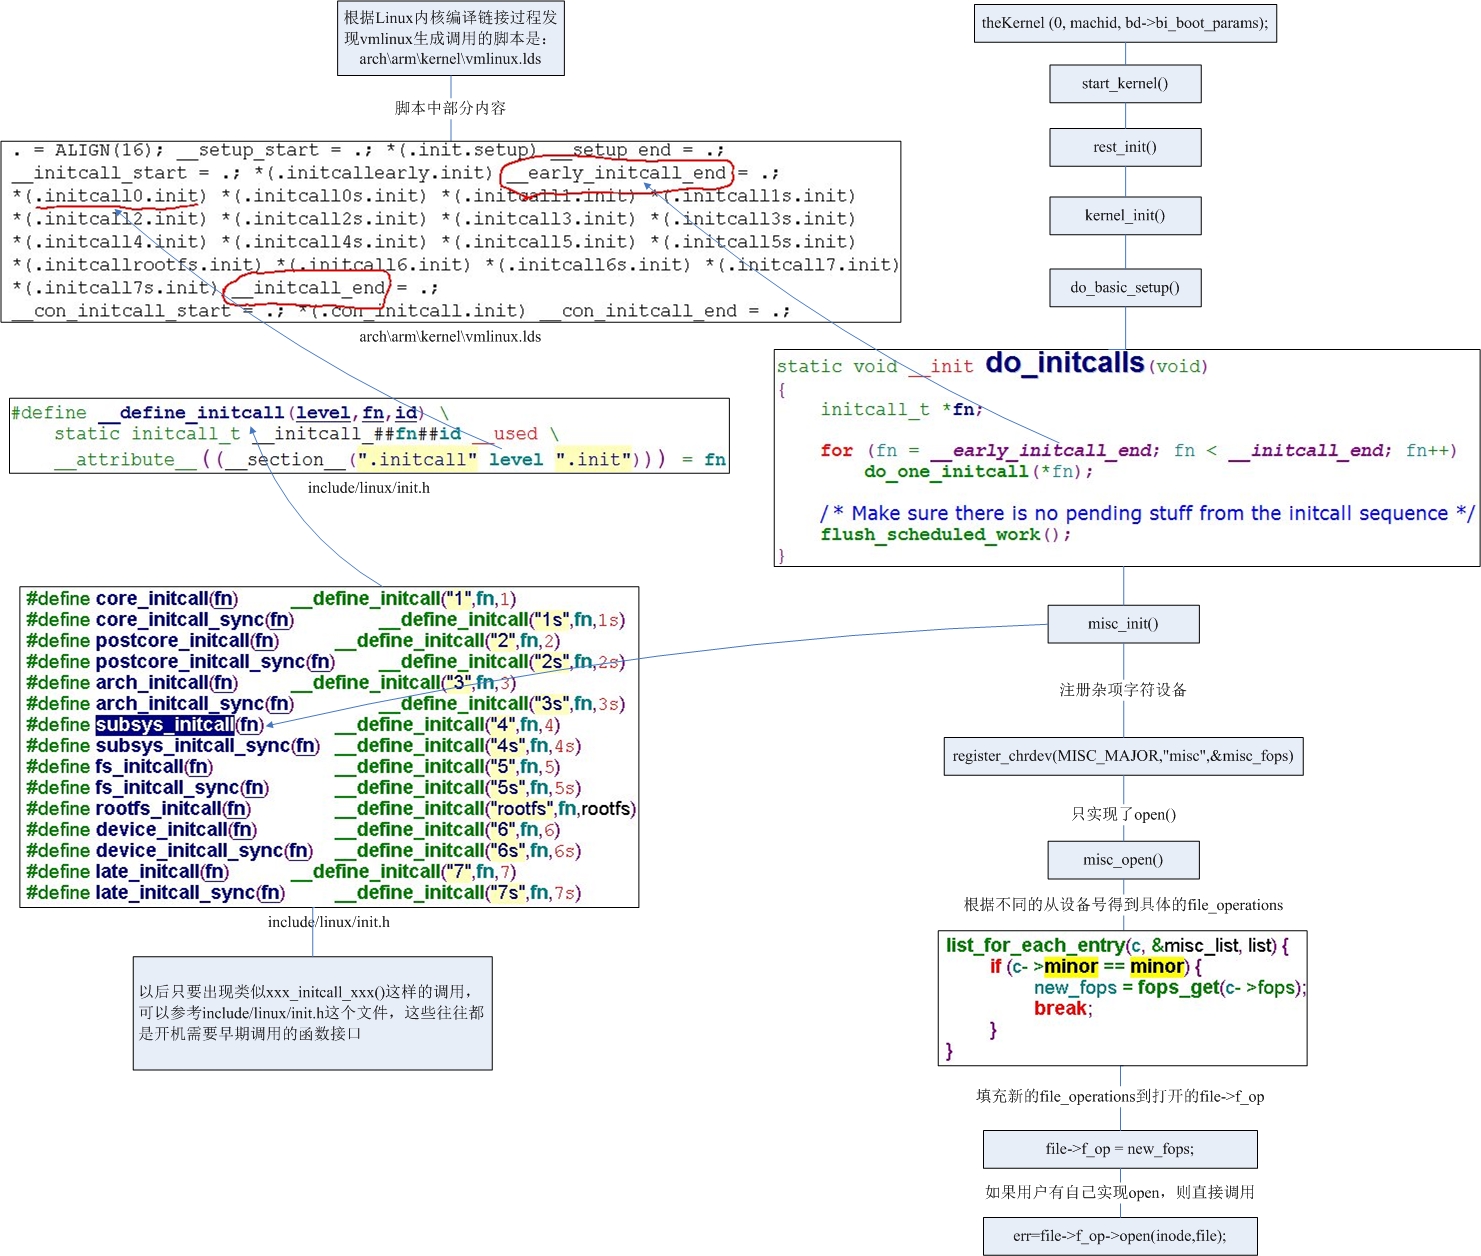 根据Linux内核编译链接过程发
现vmlinux生成调用的脚本是:
arch\arm\kernel\vmlinux.lds
脚本中部分内容
. = ALIGN(16); __setup_start = .; *(.init.setup) __setup_end = .;
__initcall_start = .; *(.initcallearly.init) __early_initcall_end = .;
*(.initcall0.init) *(.initcall0s.init) *(.initcall1.init) *(.initcall1s.init)
*(.initcall2.init) *(.initcall2s.init) *(.initcall3.init) *(.initcall3s.init)
*(.initcall4.init) *(.initcall4s.init) *(.initcall5.init) *(.initcall5s.init)
*(.initcallrootfs.init) *(.initcall6.init) *(.initcall6s.init) *(.initcall7.init)
*(.initcall7s.init) __initcall_end = .;
__con_initcall_start = .; *(.con_initcall.init) __con_initcall_end = .;
arch\arm\kernel\vmlinux.lds
#define __define_initcall(level,fn,id) \
static initcall_t __initcall_##fn##id __used \
__attribute__((__section__(".initcall" level ".init"))) = fn
include/linux/init.h
#define core_initcall(fn) __define_initcall("1",fn,1)
#define core_initcall_sync(fn) __define_initcall("1s",fn,1s)
#define postcore_initcall(fn) __define_initcall("2",fn,2)
#define postcore_initcall_sync(fn) __define_initcall("2s",fn,2s)
#define arch_initcall(fn) __define_initcall("3",fn,3)
#define arch_initcall_sync(fn) __define_initcall("3s",fn,3s)
#define subsys_initcall(fn) __define_initcall("4",fn,4)
#define subsys_initcall_sync(fn) __define_initcall("4s",fn,4s)
#define fs_initcall(fn) __define_initcall("5",fn,5)
#define fs_initcall_sync(fn) __define_initcall("5s",fn,5s)
#define rootfs_initcall(fn) __define_initcall("rootfs",fn,rootfs)
#define device_initcall(fn) __define_initcall("6",fn,6)
#define device_initcall_sync(fn) __define_initcall("6s",fn,6s)
#define late_initcall(fn) __define_initcall("7",fn,7)
#define late_initcall_sync(fn) __define_initcall("7s",fn,7s)
include/linux/init.h
以后只要出现类似xxx_initcall_xxx()这样的调用，
可以参考include/linux/init.h这个文件，这些往往都
是开机需要早期调用的函数接口
theKernel (0, machid, bd->bi_boot_params);
start_kernel()
rest_init()
kernel_init()
do_basic_setup()
static void __init do_initcalls(void)
{
initcall_t *fn;
for (fn = __early_initcall_end; fn < __initcall_end; fn++)
do_one_initcall(*fn);
/* Make sure there is no pending stuff from the initcall sequence */
flush_scheduled_work();
}
misc_init()
注册杂项字符设备
register_chrdev(MISC_MAJOR,"misc",&misc_fops)
只实现了open()
misc_open()
根据不同的从设备号得到具体的file_operations
list_for_each_entry(c, &misc_list, list) {
if (c->minor == minor) {
new_fops = fops_get(c->fops);
break;
}
}
填充新的file_operations到打开的file->f_op
file->f_op = new_fops;
如果用户有自己实现open，则直接调用
err=file->f_op->open(inode,file);